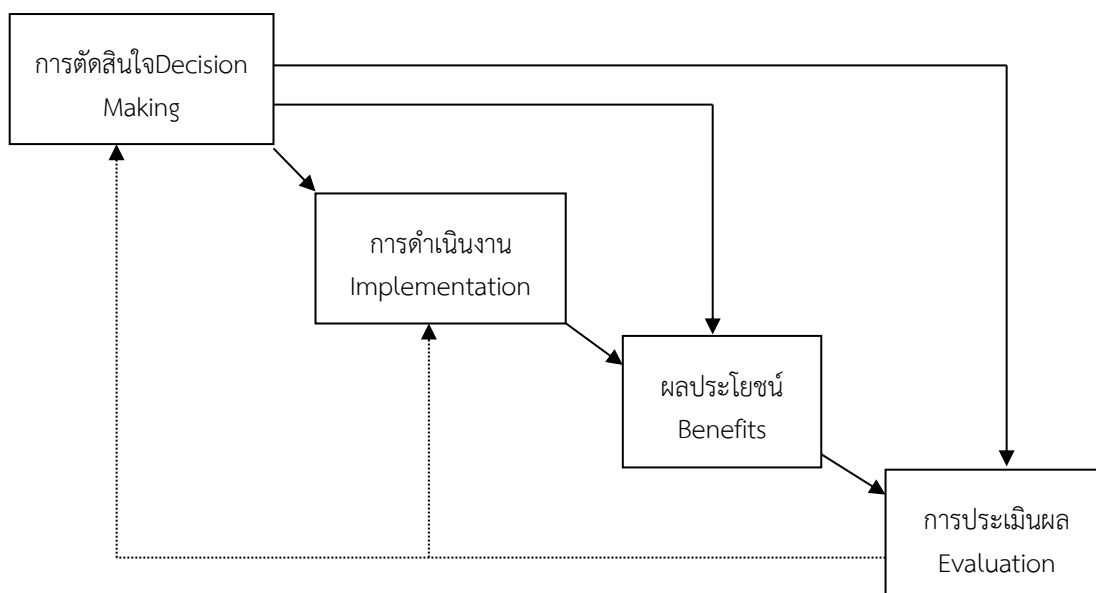 การตัดสินใจDecision
Making
การดำเนินงาน
Implementation
ผลประโยชน์
Benefits
การประเมินผล
Evaluation